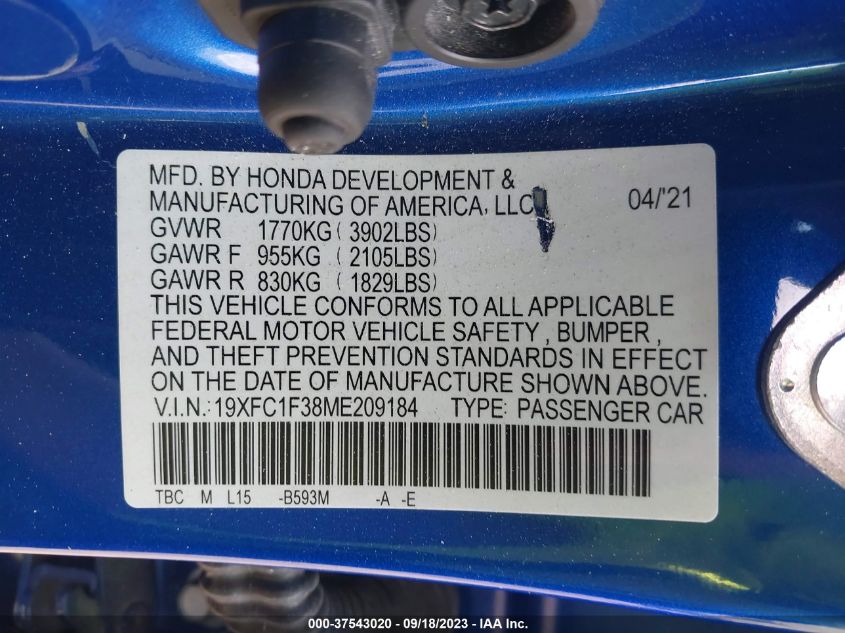 MFD. BY HONDA DEVELOPMENT &
MANUFACTURING OF AMERICA, LLC 04/'21
GVWR 1770KG ( 3902LBS)
GAWR F 955KG ( 2105LBS)
GAWR R 830KG ( 1829LBS)
THIS VEHICLE CONFORMS TO ALL APPLICABLE
FEDERAL MOTOR VEHICLE SAFETY , BUMPER ,
AND THEFT PREVENTION STANDARDS IN EFFECT
ON THE DATE OF MANUFACTURE SHOWN ABOVE.
V.I.N.: 19XFC1F38ME209184 TYPE: PASSENGER CAR
TBC M L15 -B593M -A -E
000-37543020 - 09/18/2023 - IAA Inc.